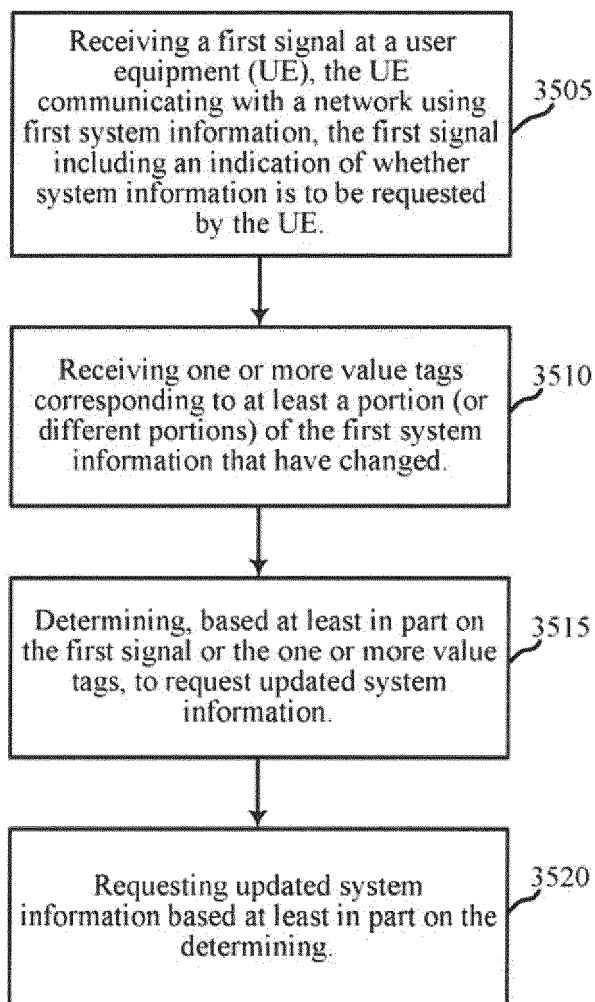 Receiving a first signal at a user
equipment (UE), the UE
communicating with a network using
first system information, the first signal
including an indication of whether
system information is to be requested
by the UE.
3505
Receiving one or more value tags
corresponding to at least a portion (or
different portions) of the first system
information that have changed.
3510
Determining, based at least in part on
the first signal or the one or more value
tags, to request updated system
information.
3515
Requesting updated system
information based at least in part on the
determining.
3520